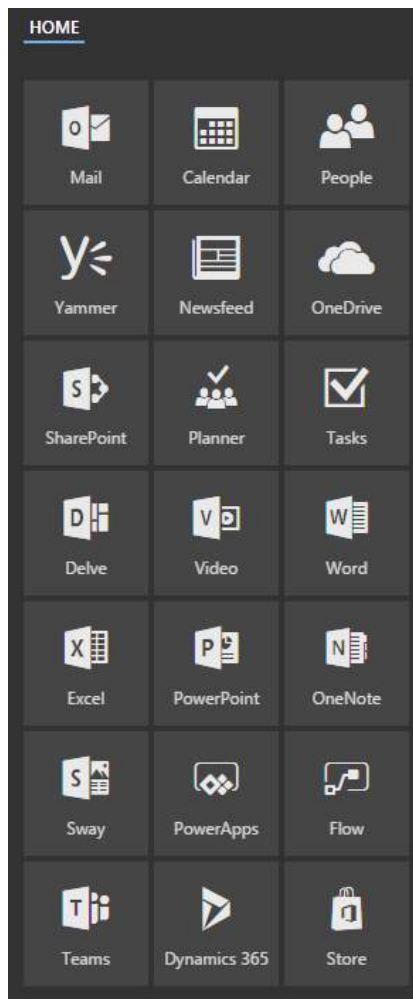 HOME
Mail Calendar People
Yammer Newsfeed OneDrive
SharePoint Planner Tasks
Delve Video Word
Excel PowerPoint OneNote
Sway PowerApps Flow
Teams Dynamics 365 Store